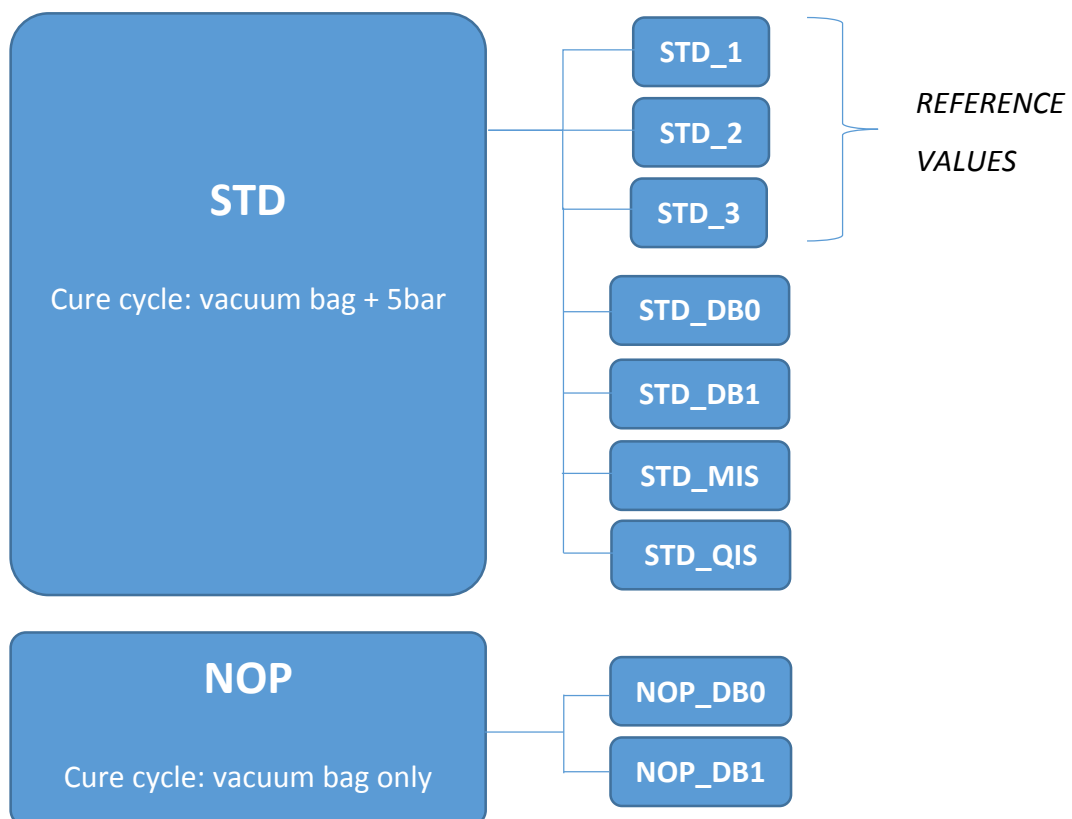 STD
Cure cycle: vacuum bag + 5bar
STD_1
STD_2
STD_3
REFERENCE
VALUES
STD_DB0
STD_DB1
STD_MIS
STD_QIS
NOP
Cure cycle: vacuum bag only
NOP_DB0
NOP_DB1